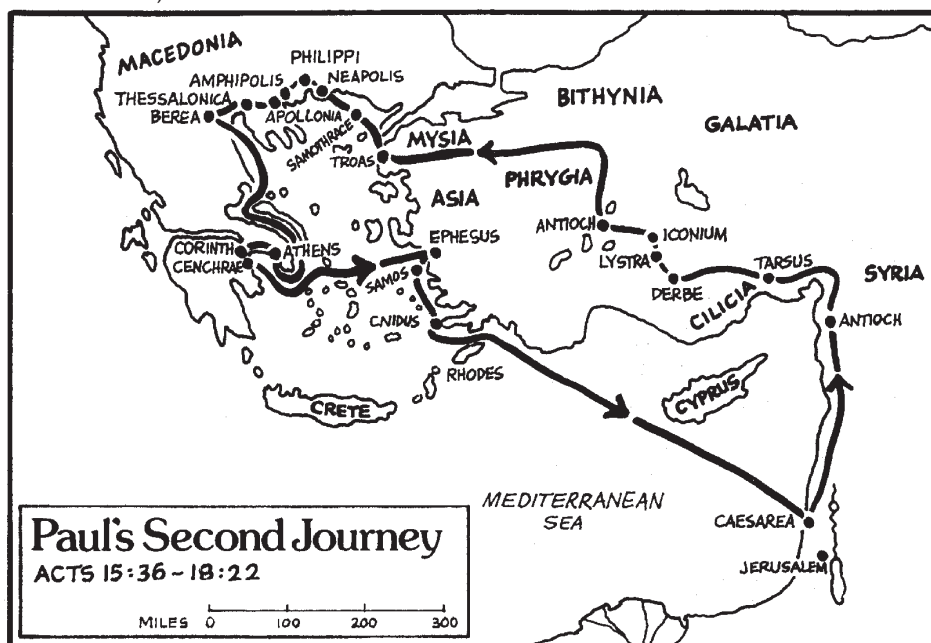 MACEDONIA
PHILIPPI
AMPHIPOLIS
NEAPOLIS
THESSALONICA
BEREA
APOLLONIA
SAMOTHRACE
TROAS
MYSIA
BITHYNIA
GALATIA
PHRYGIA
ASIA
ANTIOCH
ICONIUM
LYSTRA
DERBE
TARSUS
CILICIA
SYRIA
ANTIOCH
CORINTH
CENCHRAE
ATHENS
EPHESUS
SAMOS
CNIDUS
RHODES
CRETE
CYPRUS
MEDITERRANEAN
SEA
CAESAREA
JERUSALEM
Paul's Second Journey
ACTS 15:36-18:22
MILES 0 100 200 300